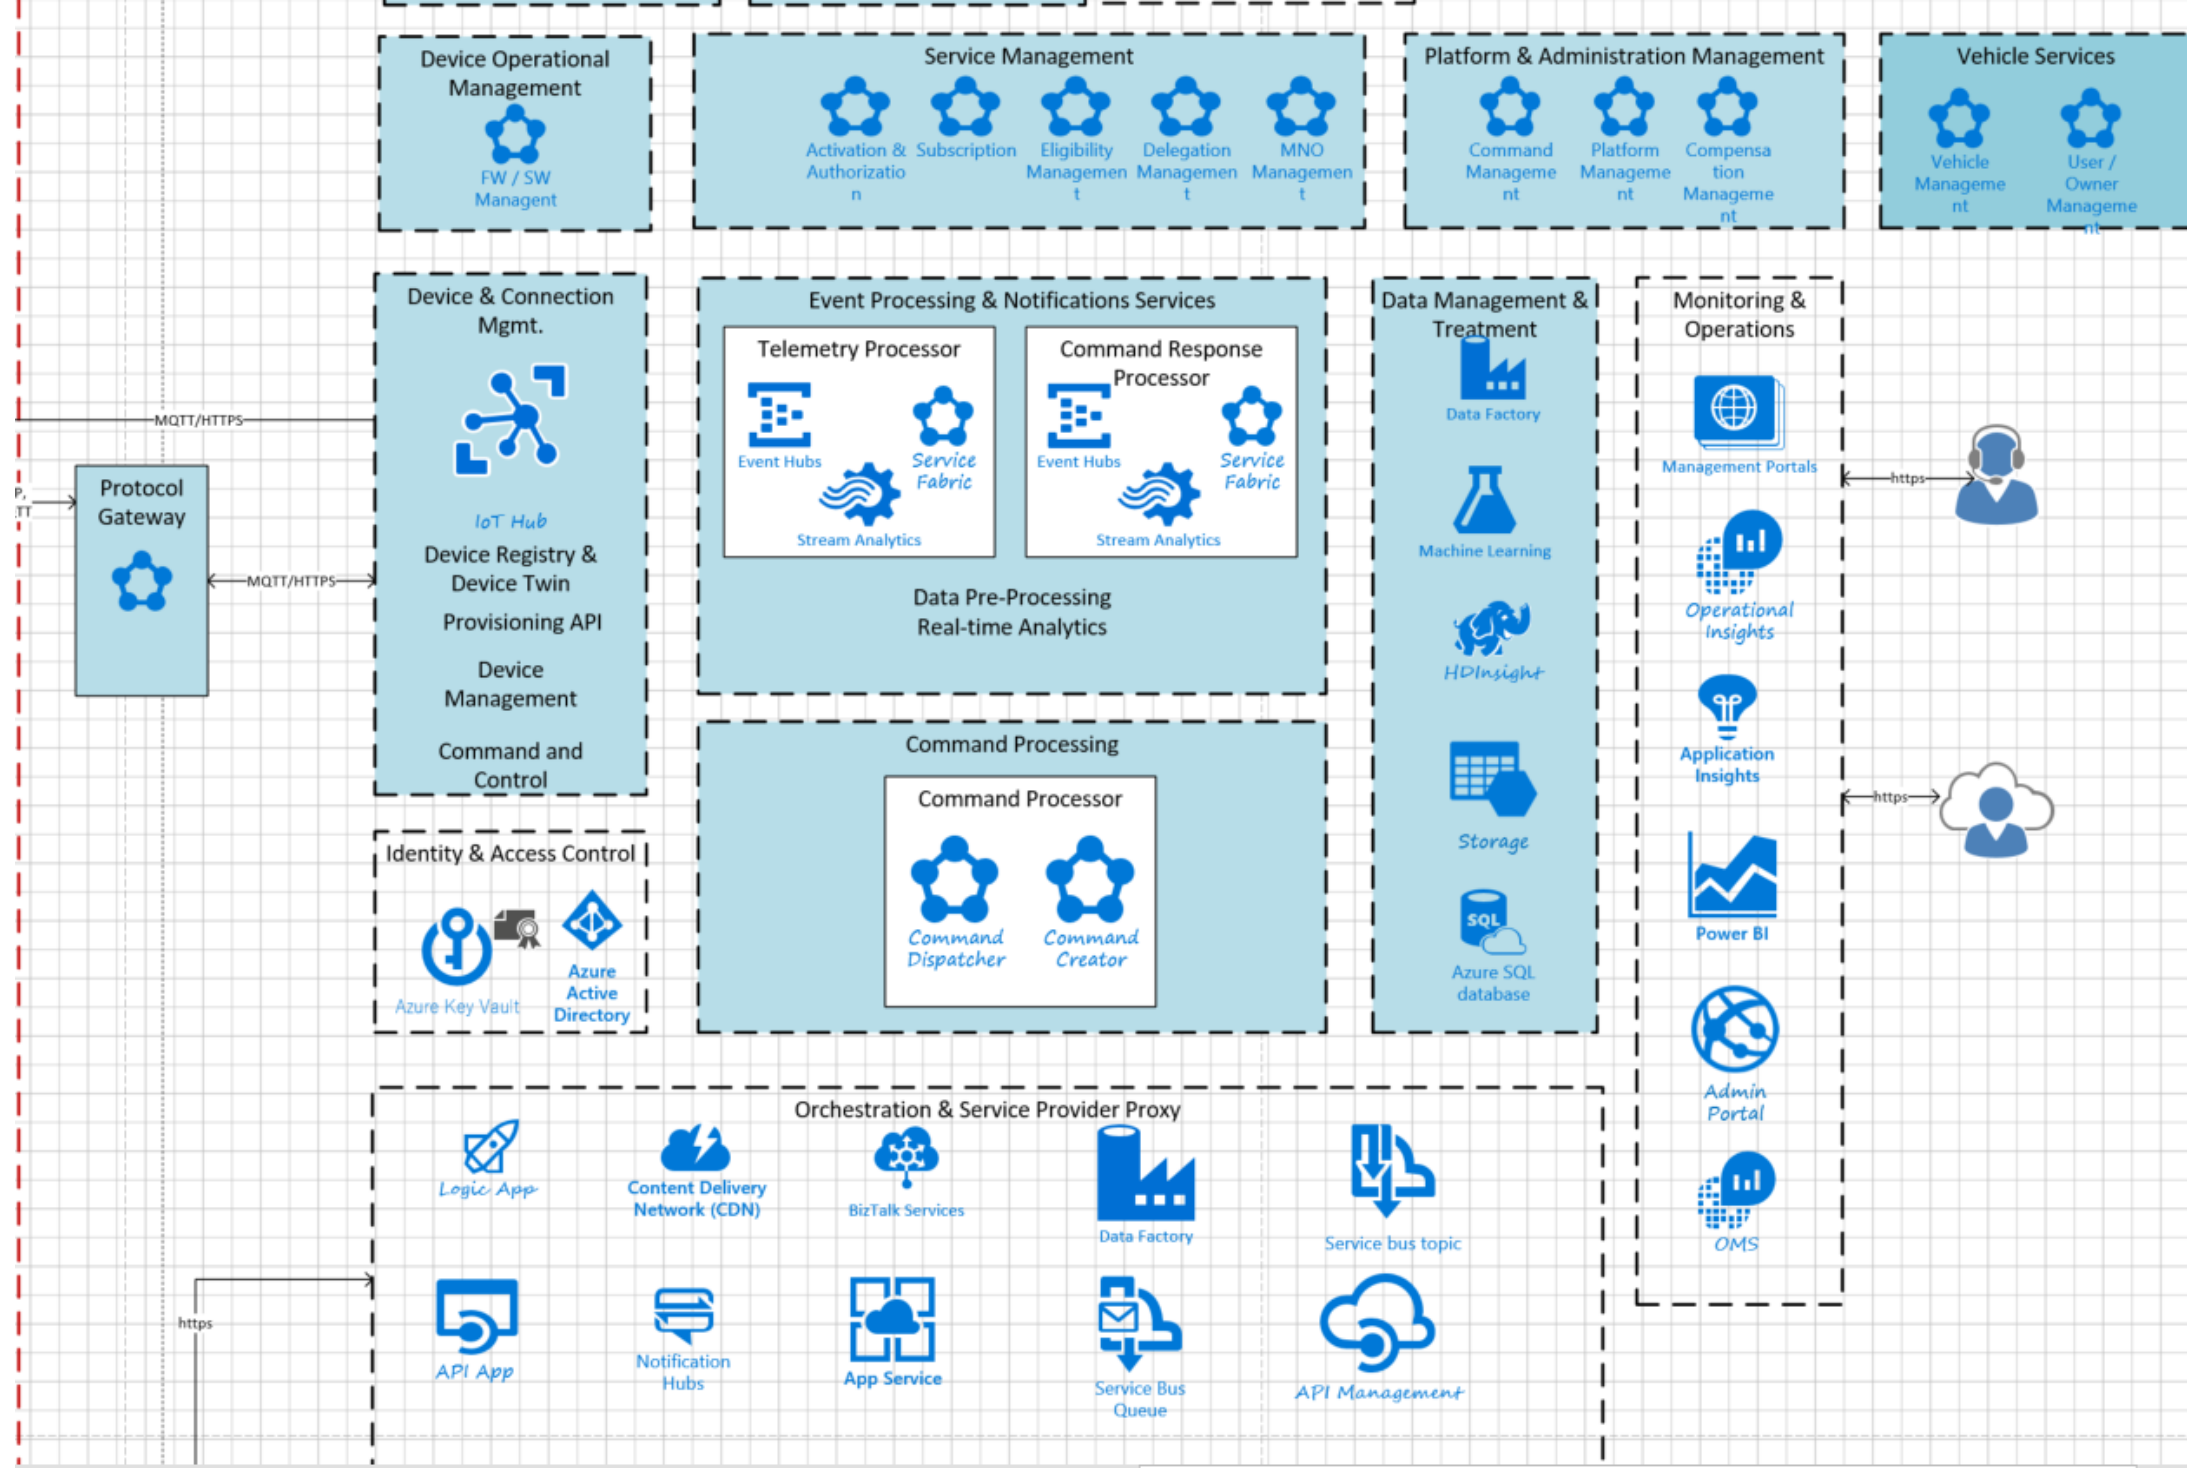 Device Operational
Management
FW / SW
Managent
Service Management
Activation &
Authorizatio
n
Subscription
Eligibility
Managemen
t
Delegation
Managemen
t
MNO
Managemen
t
Platform & Administration Management
Command
Manageme
nt
Platform
Manageme
nt
Compensa
tion
Manageme
nt
Vehicle Services
Vehicle
Manageme
nt
User /
Owner
Manageme
nt
MQTT/HTTPS
P,
TT
Protocol
Gateway
MQTT/HTTPS
Device & Connection
Mgmt.
IoT Hub
Device Registry &
Device Twin
Provisioning API
Device
Management
Command and
Control
Event Processing & Notifications Services
Telemetry Processor
Event Hubs
Service
Fabric
Stream Analytics
Command Response
Processor
Event Hubs
Service
Fabric
Stream Analytics
Data Pre-Processing
Real-time Analytics
Command Processing
Command Processor
Command
Dispatcher
Command
Creator
Data Management &
Treatment
Data Factory
Machine Learning
HDInsight
Storage
SQL
Azure SQL
database
Monitoring &
Operations
Management Portals
Operational
Insights
Application
Insights
Power BI
Admin
Portal
OMS
https
https
Identity & Access Control
Azure Key Vault
Azure
Active
Directory
Orchestration & Service Provider Proxy
Logic App
Content Delivery
Network (CDN)
BizTalk Services
Data Factory
Service bus topic
API App
Notification
Hubs
App Service
Service Bus
Queue
API Management
https